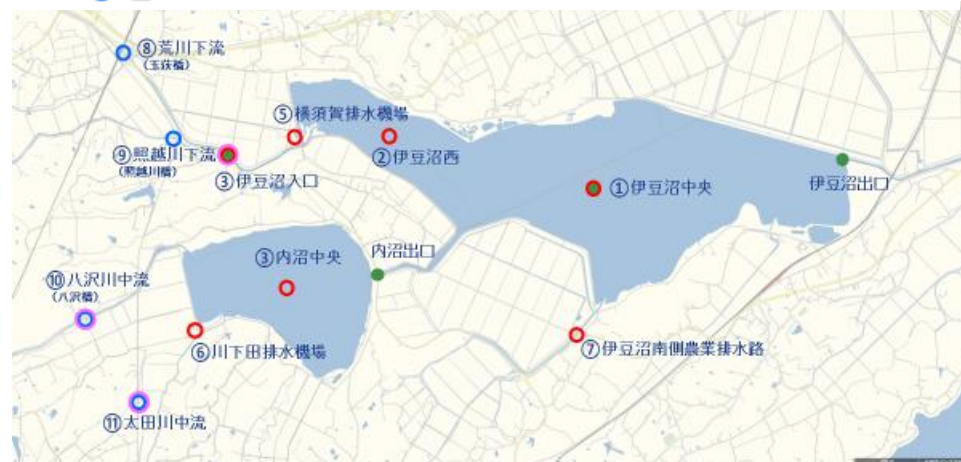 ⑧荒川下流
(玉荻橋)
⑤横須賀排水機場
②伊豆沼西
⑨照越川下流
(照越川橋)
③伊豆沼入口
①伊豆沼中央
伊豆沼出口
③内沼中央
内沼出口
⑩八沢川中流
(八沢橋)
⑥川下田排水機場
⑦伊豆沼南側農業排水路
⑪太田川中流